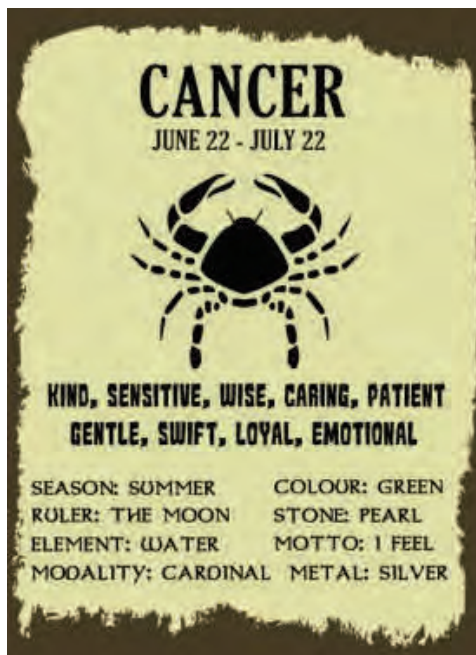 CANCER
JUNE 22 - JULY 22
KIND, SENSITIVE, WISE, CARING, PATIENT
GENTLE, SWIFT, LOYAL, EMOTIONAL
SEASON: SUMMER COLOUR: GREEN
RULER: THE MOON STONE: PEARL
ELEMENT: WATER MOTTO: I FEEL
MODALITY: CARDINAL METAL: SILVER